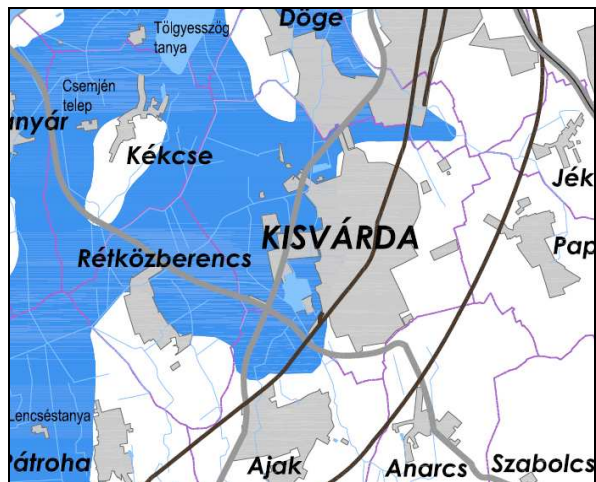 Döge
Tölgyesszög
tanya
Csemjén
telep
nyár
Kékcse
Jék
KISVÁRDA
Pap
Rétközberencs
Lencséstanya
Pátroha
Ajak
Anarcs
Szabolcs